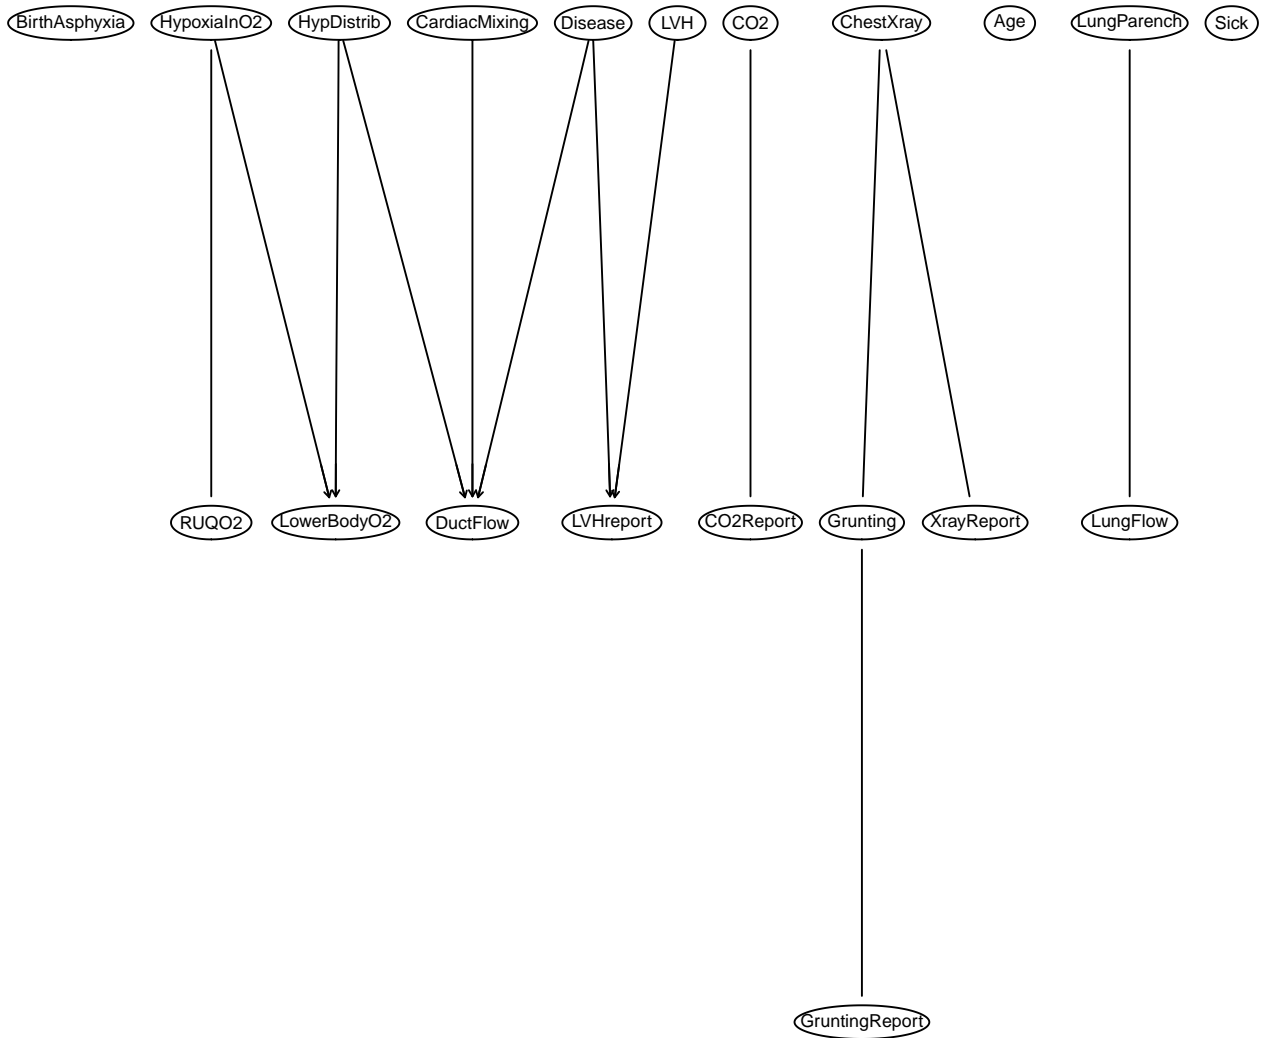 BirthAsphyxia HypoxiaInO2 HypDistrib CardiacMixing Disease LVH CO2 ChestXray Age LungParench Sick
RUQO2 LowerBodyO2 DuctFlow LVHreport CO2Report Grunting XrayReport LungFlow
GruntingReport